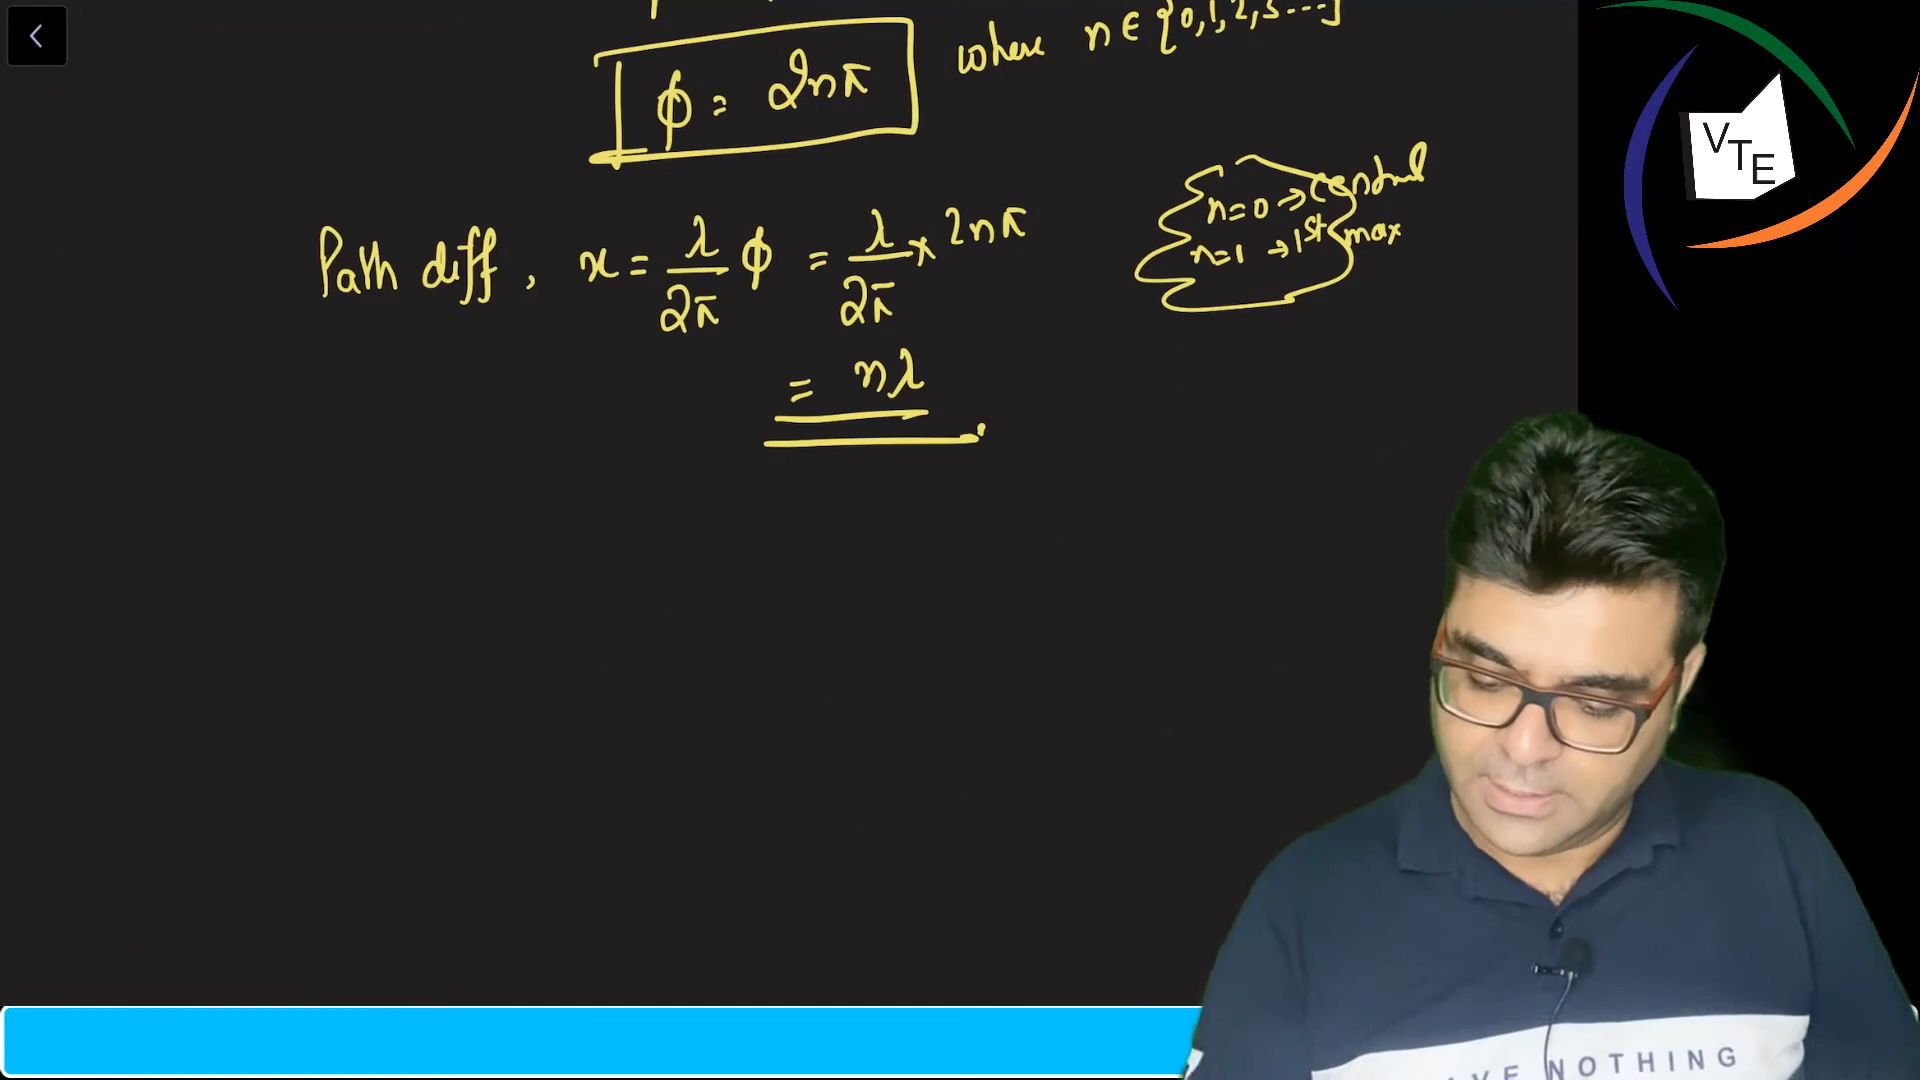 ϕ = 2nπ where n ∈ {0,1,2,3...}
n=0 → central
n=1 → 1st max
Path diff, x = λ/2π ϕ = λ/2π × 2nπ
= nλ
VTE
VE NOTHING